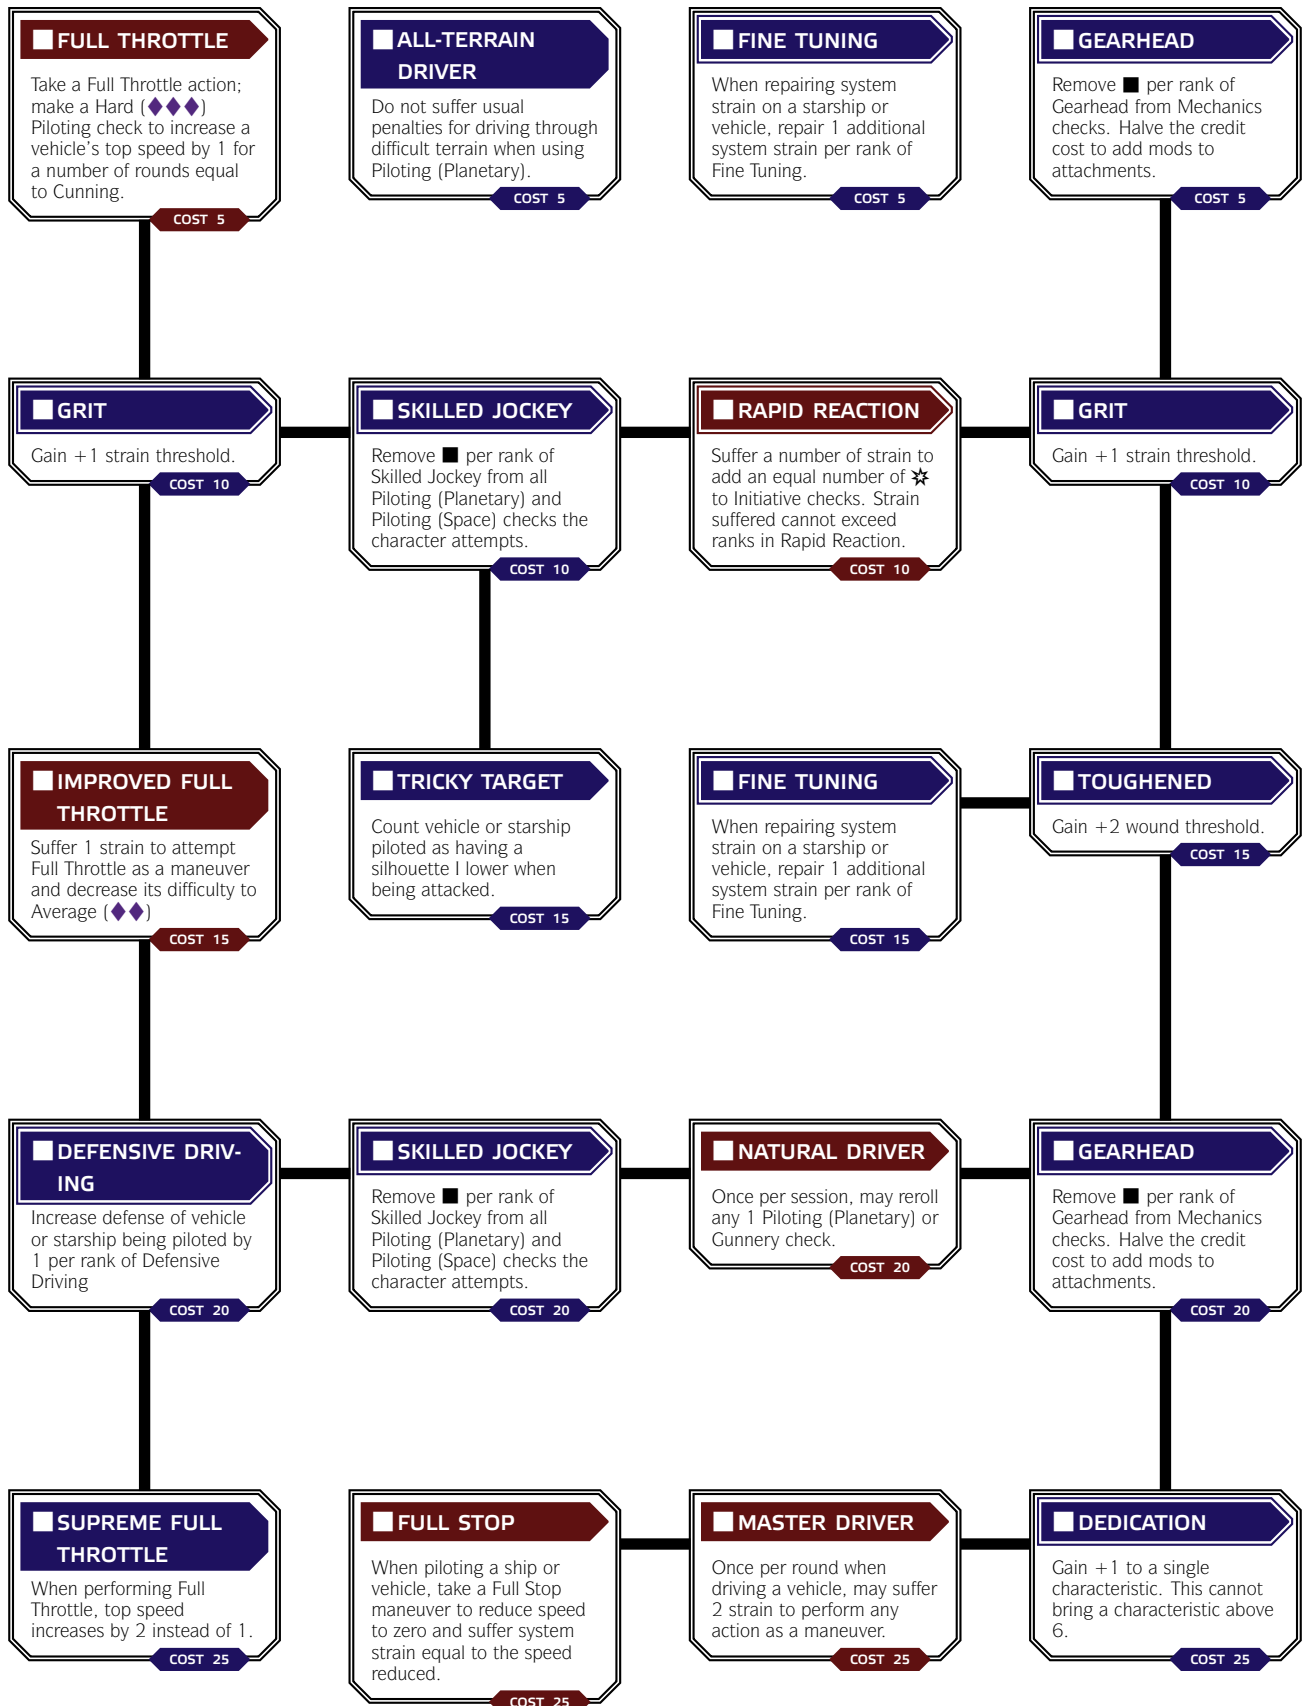 FULL THROTTLE
Take a Full Throttle action;
make a Hard (◆◆◆)
Piloting check to increase a
vehicle's top speed by 1 for
a number of rounds equal
to Cunning.
COST 5
ALL-TERRAIN
DRIVER
Do not suffer usual
penalties for driving through
difficult terrain when using
Piloting (Planetary).
COST 5
FINE TUNING
When repairing system
strain on a starship or
vehicle, repair 1 additional
system strain per rank of
Fine Tuning.
COST 5
GEARHEAD
Remove ■ per rank of
Gearhead from Mechanics
checks. Halve the credit
cost to add mods to
attachments.
COST 5
GRIT
Gain +1 strain threshold.
COST 10
SKILLED JOCKEY
Remove ■ per rank of
Skilled Jockey from all
Piloting (Planetary) and
Piloting (Space) checks the
character attempts.
COST 10
RAPID REACTION
Suffer a number of strain to
add an equal number of ✲
to Initiative checks. Strain
suffered cannot exceed
ranks in Rapid Reaction.
COST 10
GRIT
Gain +1 strain threshold.
COST 10
IMPROVED FULL
THROTTLE
Suffer 1 strain to attempt
Full Throttle as a maneuver
and decrease its difficulty to
Average (◆◆)
COST 15
TRICKY TARGET
Count vehicle or starship
piloted as having a
silhouette I lower when
being attacked.
COST 15
FINE TUNING
When repairing system
strain on a starship or
vehicle, repair 1 additional
system strain per rank of
Fine Tuning.
COST 15
TOUGHENED
Gain +2 wound threshold.
COST 15
DEFENSIVE DRIV-
ING
Increase defense of vehicle
or starship being piloted by
1 per rank of Defensive
Driving
COST 20
SKILLED JOCKEY
Remove ■ per rank of
Skilled Jockey from all
Piloting (Planetary) and
Piloting (Space) checks the
character attempts.
COST 20
NATURAL DRIVER
Once per session, may reroll
any 1 Piloting (Planetary) or
Gunnery check.
COST 20
GEARHEAD
Remove ■ per rank of
Gearhead from Mechanics
checks. Halve the credit
cost to add mods to
attachments.
COST 20
SUPREME FULL
THROTTLE
When performing Full
Throttle, top speed
increases by 2 instead of 1.
COST 25
FULL STOP
When piloting a ship or
vehicle, take a Full Stop
maneuver to reduce speed
to zero and suffer system
strain equal to the speed
reduced.
COST 25
MASTER DRIVER
Once per round when
driving a vehicle, may suffer
2 strain to perform any
action as a maneuver.
COST 25
DEDICATION
Gain +1 to a single
characteristic. This cannot
bring a characteristic above
6.
COST 25